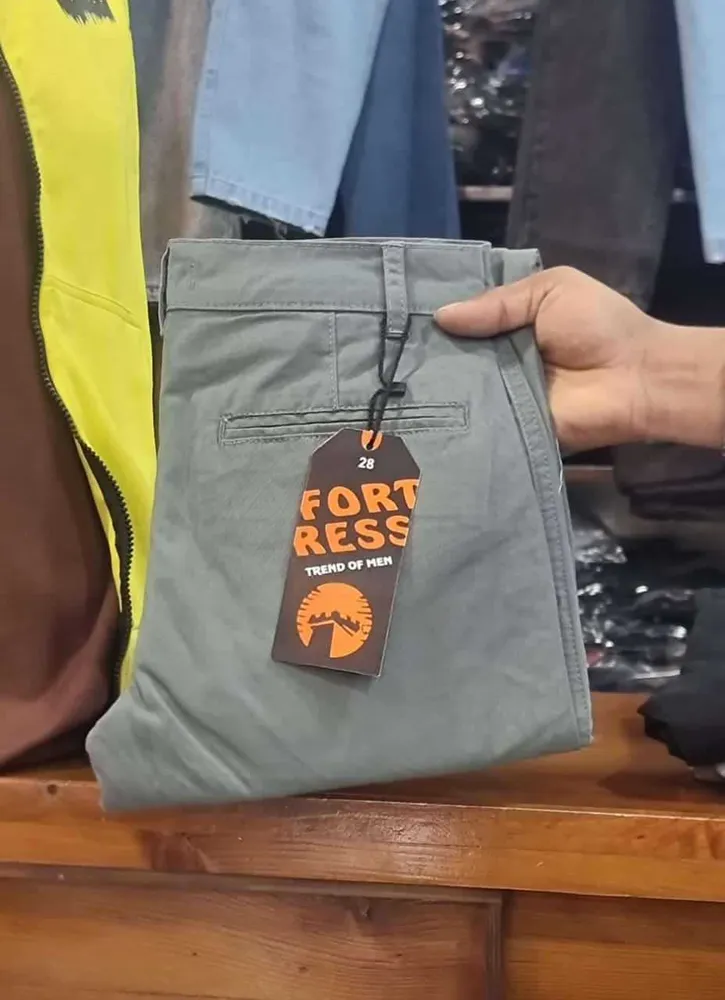 28
FORT
RESS
TREND OF MEN